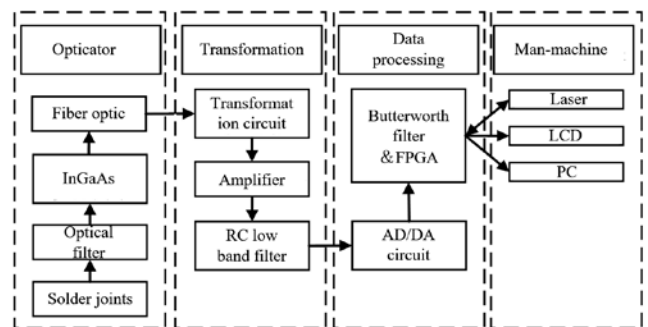 Opticator
Transformation
Data
processing
Man-machine
Fiber optic
InGaAs
Optical
filter
Solder joints
Transformat
ion circuit
Amplifier
RC low
band filter
Butterworth
filter
&FPGA
AD/DA
circuit
Laser
LCD
PC